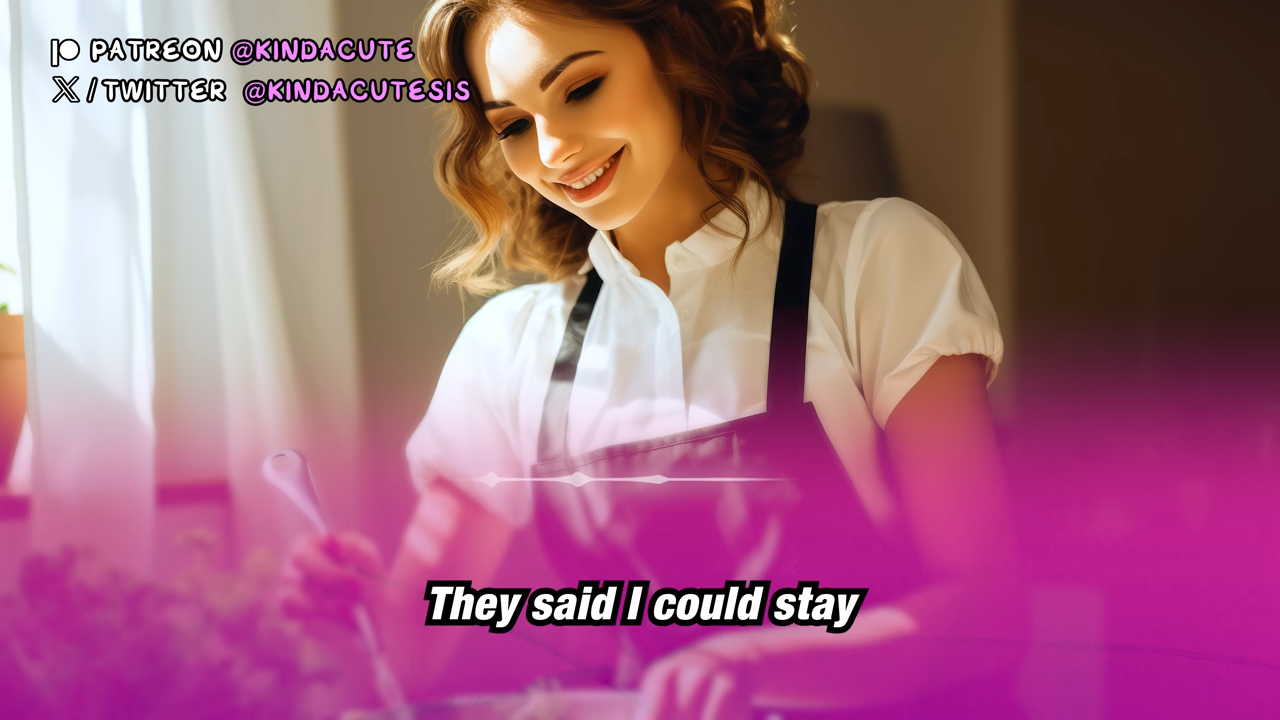 PATREON @KINDACUTE
X / TWITTER @KINDACUTESIS
They said I could stay